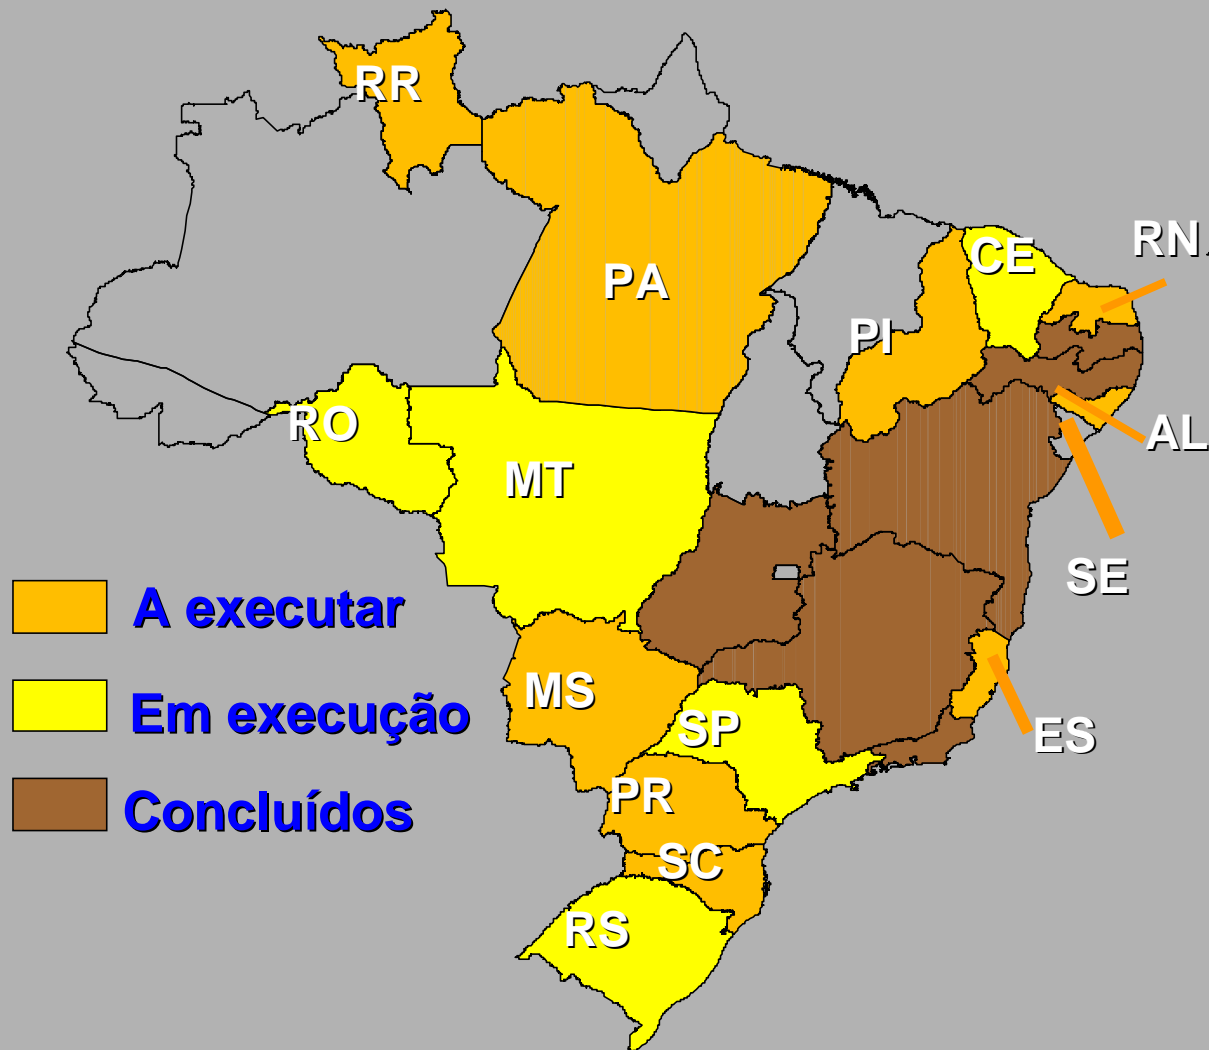 RR
RN.
CE
PA
PI
RO
AL
MT
SE
A executar
MS
Em execução
SP
ES
PR
Concluídos
SC
RS